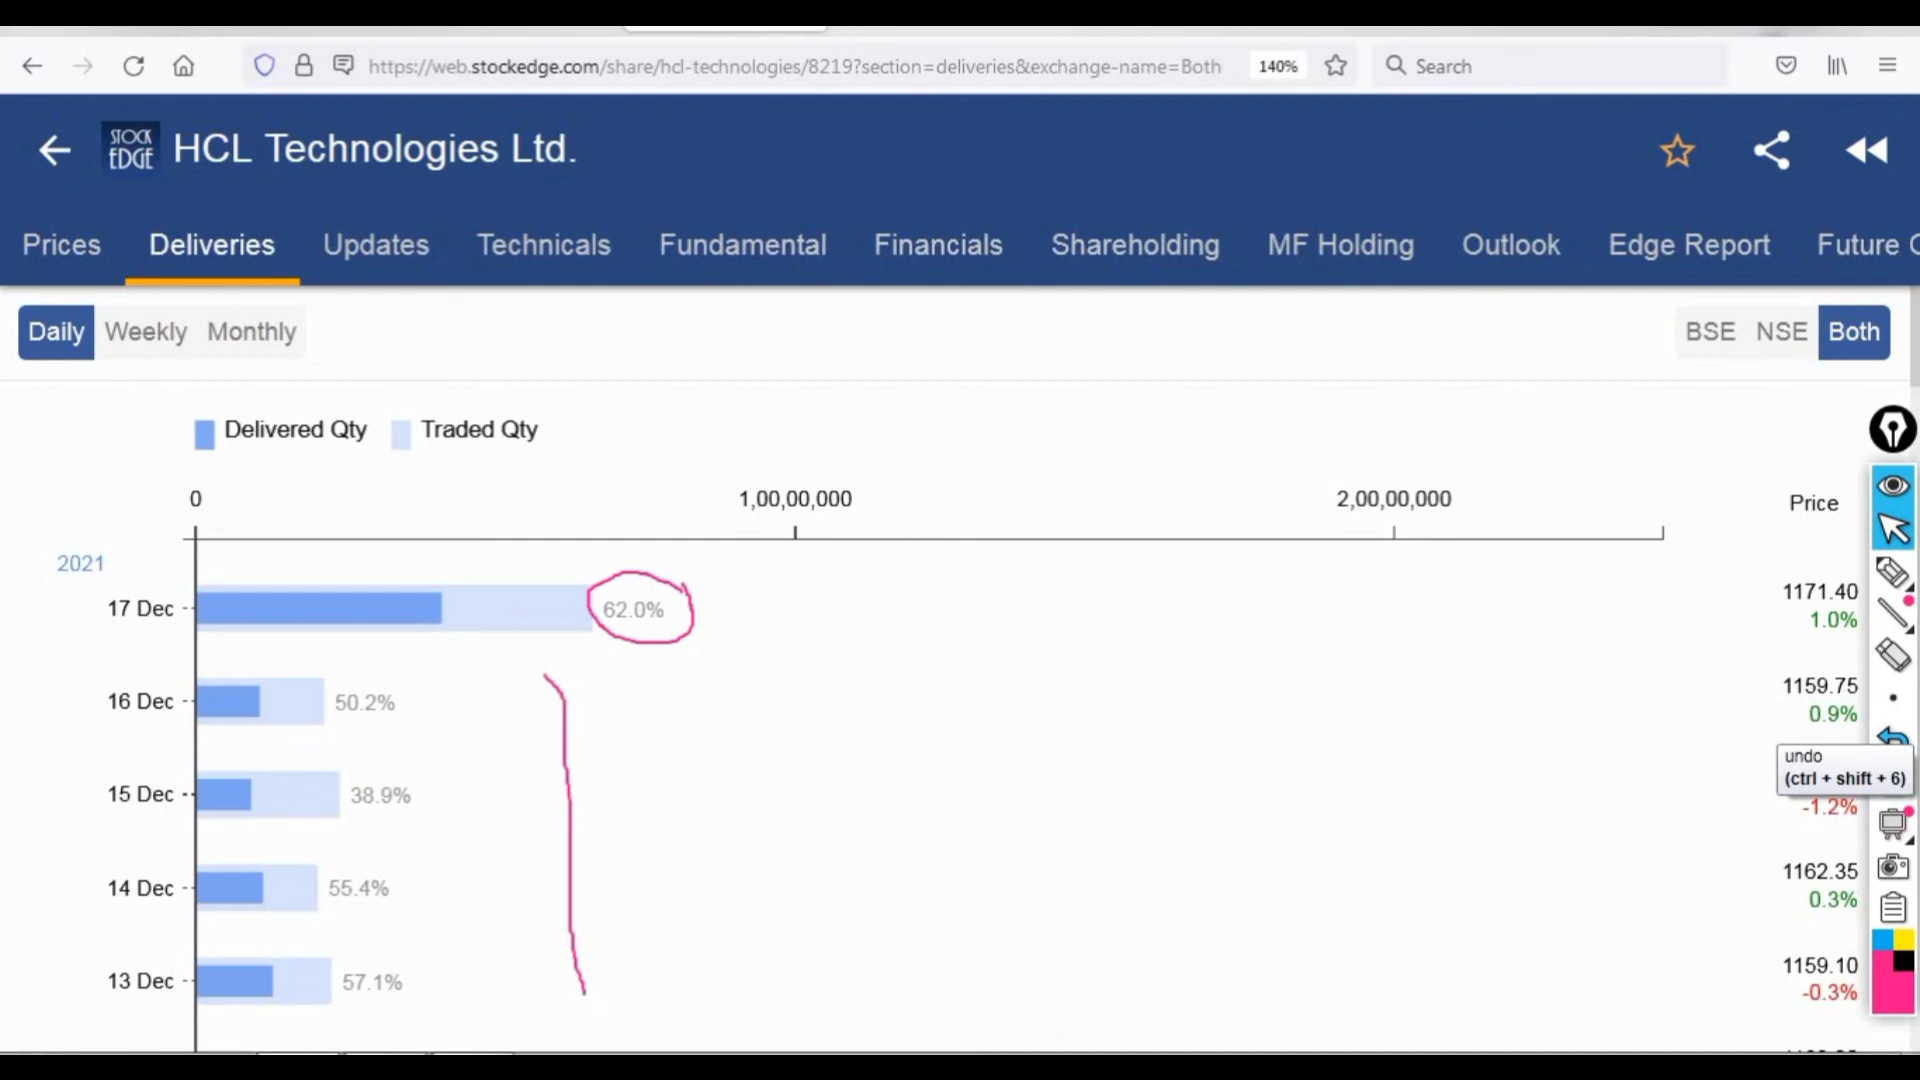 https://web.stockedge.com/share/hcl-technologies/8219?section=deliveries&exchange-name=Both 140% Search
STOCK EDGE HCL Technologies Ltd.
Prices Deliveries Updates Technicals Fundamental Financials Shareholding MF Holding Outlook Edge Report Future
Daily Weekly Monthly BSE NSE Both
Delivered Qty Traded Qty
0 1,00,00,000 2,00,00,000 Price
2021
17 Dec 62.0% 1171.40
1.0%
16 Dec 50.2% 1159.75
0.9%
undo
(ctrl + shift + 6)
15 Dec 38.9% -1.2%
14 Dec 55.4% 1162.35
0.3%
13 Dec 57.1% 1159.10
-0.3%